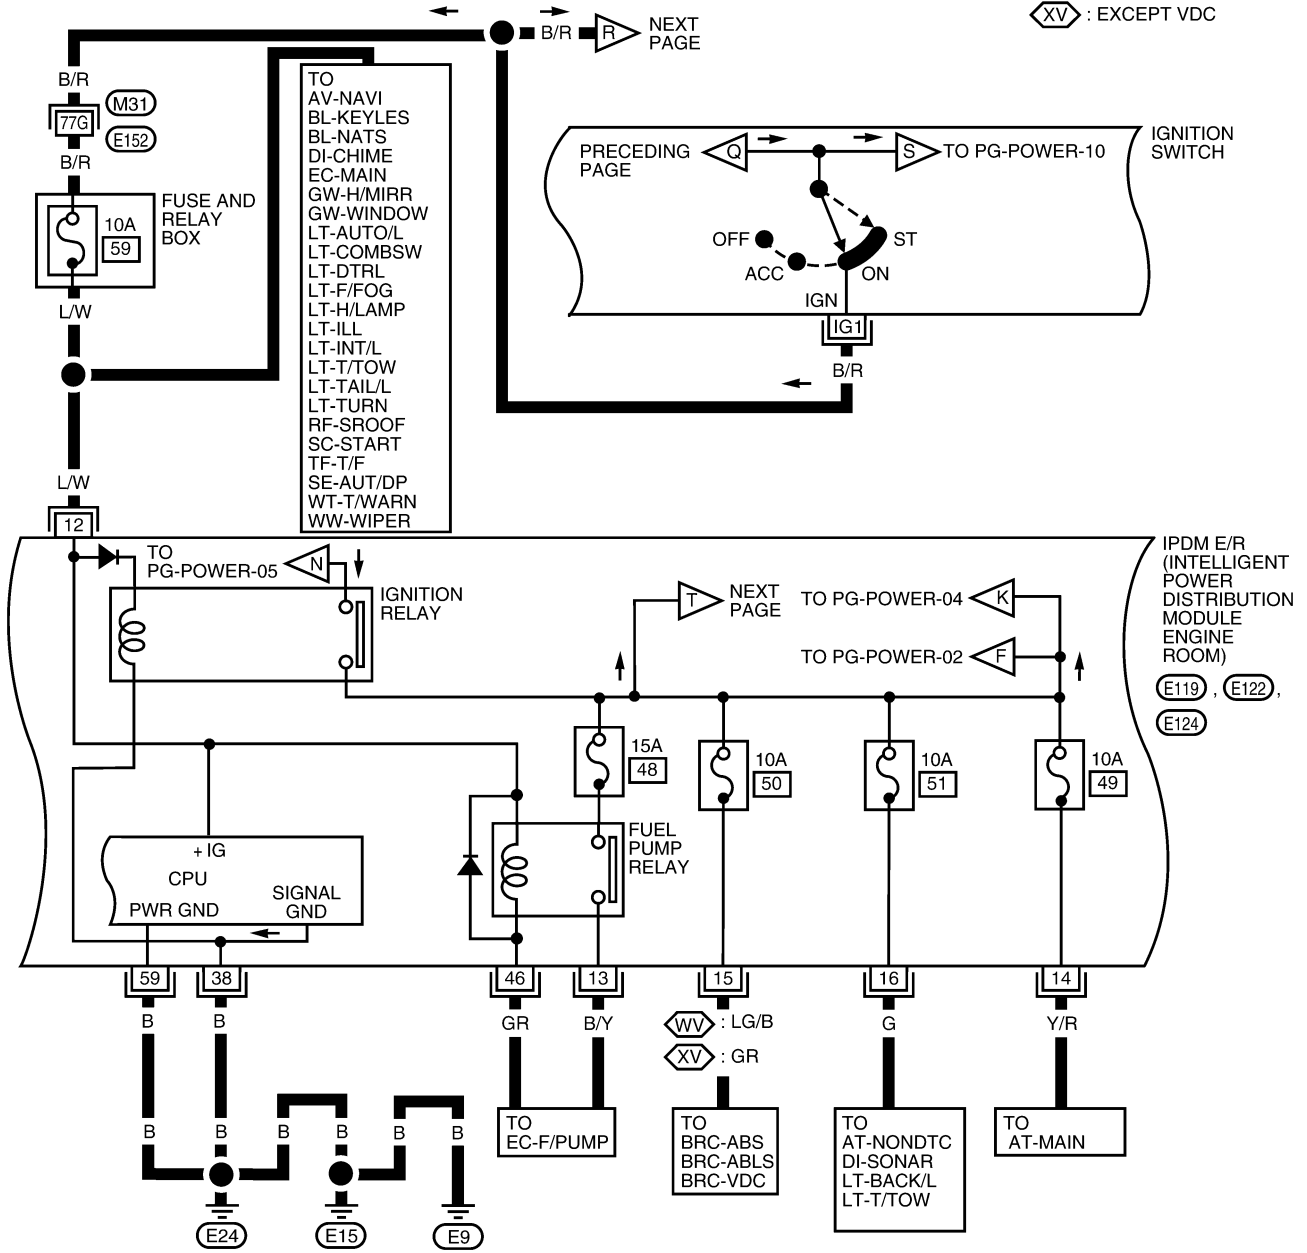 XV : EXCEPT VDC
B/R
R
NEXT
PAGE
B/R
77G
M31
E152
B/R
FUSE AND
RELAY
BOX
10A
59
L/W
L/W
12
TO
AV-NAVI
BL-KEYLES
BL-NATS
DI-CHIME
EC-MAIN
GW-H/MIRR
GW-WINDOW
LT-AUTO/L
LT-COMBSW
LT-DTRL
LT-F/FOG
LT-H/LAMP
LT-ILL
LT-INT/L
LT-T/TOW
LT-TAIL/L
LT-TURN
RF-SROOF
SC-START
TF-T/F
SE-AUT/DP
WT-T/WARN
WW-WIPER
IGNITION
SWITCH
PRECEDING
PAGE
Q
S
TO PG-POWER-10
OFF
ACC
ST
ON
IGN
IG1
B/R
IPDM E/R
(INTELLIGENT
POWER
DISTRIBUTION
MODULE
ENGINE
ROOM)
E119 , E122 ,
E124
TO
PG-POWER-05
N
IGNITION
RELAY
T
NEXT
PAGE
TO PG-POWER-04
K
TO PG-POWER-02
F
15A
48
10A
50
10A
51
10A
49
FUEL
PUMP
RELAY
+ IG
CPU
PWR GND
SIGNAL
GND
59
38
46
13
15
16
14
B
B
GR
B/Y
WV : LG/B
XV : GR
G
Y/R
B
B
B
B
B
B
TO
EC-F/PUMP
TO
BRC-ABS
BRC-ABLS
BRC-VDC
TO
AT-NONDTC
DI-SONAR
LT-BACK/L
LT-T/TOW
TO
AT-MAIN
E24
E15
E9